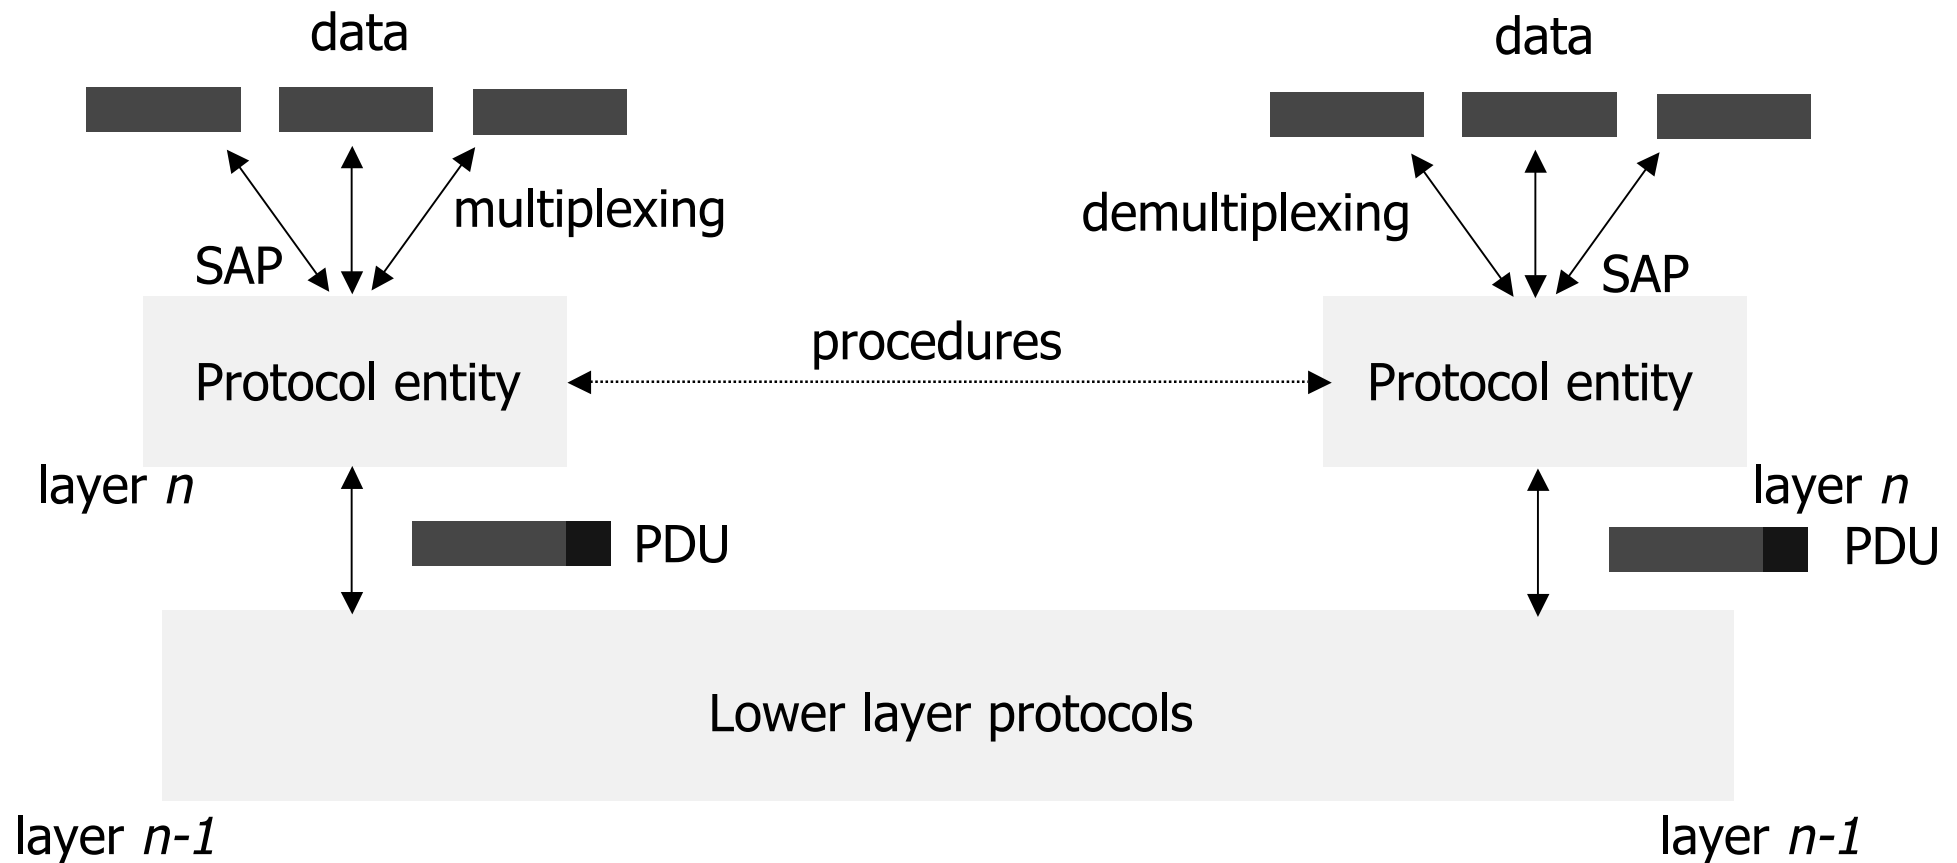 data
data
multiplexing
demultiplexing
SAP
SAP
procedures
Protocol entity
Protocol entity
layer n
layer n
PDU
PDU
Lower layer protocols
layer n-1
layer n-1